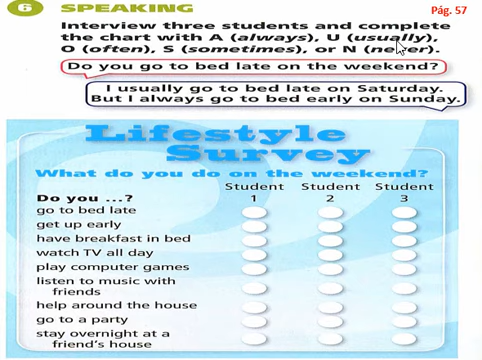 6 SPEAKING
Pág. 57
Interview three students and complete
the chart with A (always), U (usually),
O (often), S (sometimes), or N (never).
Do you go to bed late on the weekend?
I usually go to bed late on Saturday.
But I always go to bed early on Sunday.
Lifestyle
Survey
What do you do on the weekend?
Student Student Student
Do you ...? 1 2 3
go to bed late
get up early
have breakfast in bed
watch TV all day
play computer games
listen to music with
friends
help around the house
go to a party
stay overnight at a
friend's house